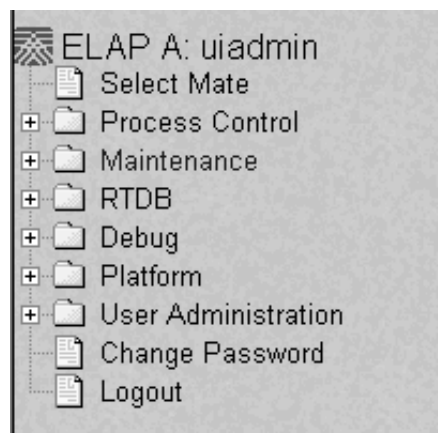 ELAP A: uiadmin
Select Mate
Process Control
Maintenance
RTDB
Debug
Platform
User Administration
Change Password
Logout